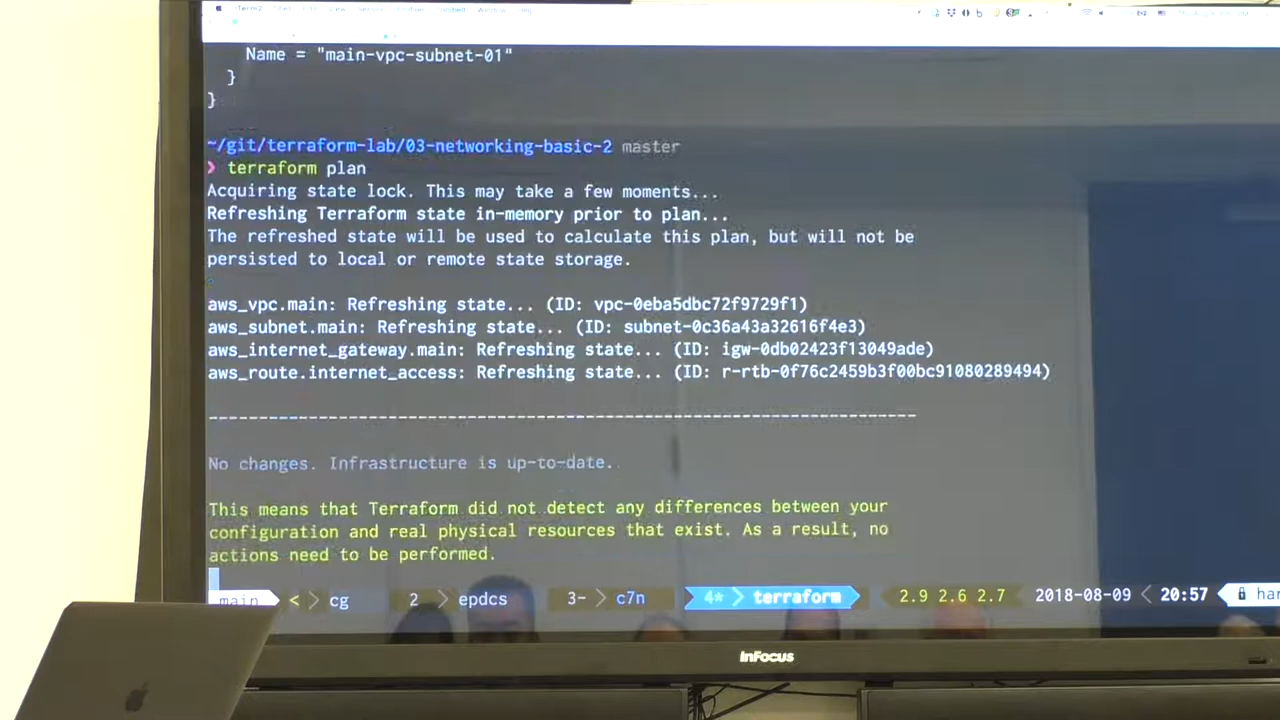 Name = "main-vpc-subnet-01"
}
}
~/git/terraform-lab/03-networking-basic-2 master
❯ terraform plan
Acquiring state lock. This may take a few moments...
Refreshing Terraform state in-memory prior to plan...
The refreshed state will be used to calculate this plan, but will not be
persisted to local or remote state storage.
aws_vpc.main: Refreshing state... (ID: vpc-0eba5dbc72f9729f1)
aws_subnet.main: Refreshing state... (ID: subnet-0c36a43a32616f4e3)
aws_internet_gateway.main: Refreshing state... (ID: igw-0db02423f13049ade)
aws_route.internet_access: Refreshing state... (ID: r-rtb-0f76c2459b3f00bc91080289494)
------------------------------------------------------------------------
No changes. Infrastructure is up-to-date.
This means that Terraform did not detect any differences between your
configuration and real physical resources that exist. As a result, no
actions need to be performed.
main < > cg 2 > epdcs 3- > c7n 4* > terraform 2.9 2.6 2.7 2018-08-09 < 20:57 har
InFocus